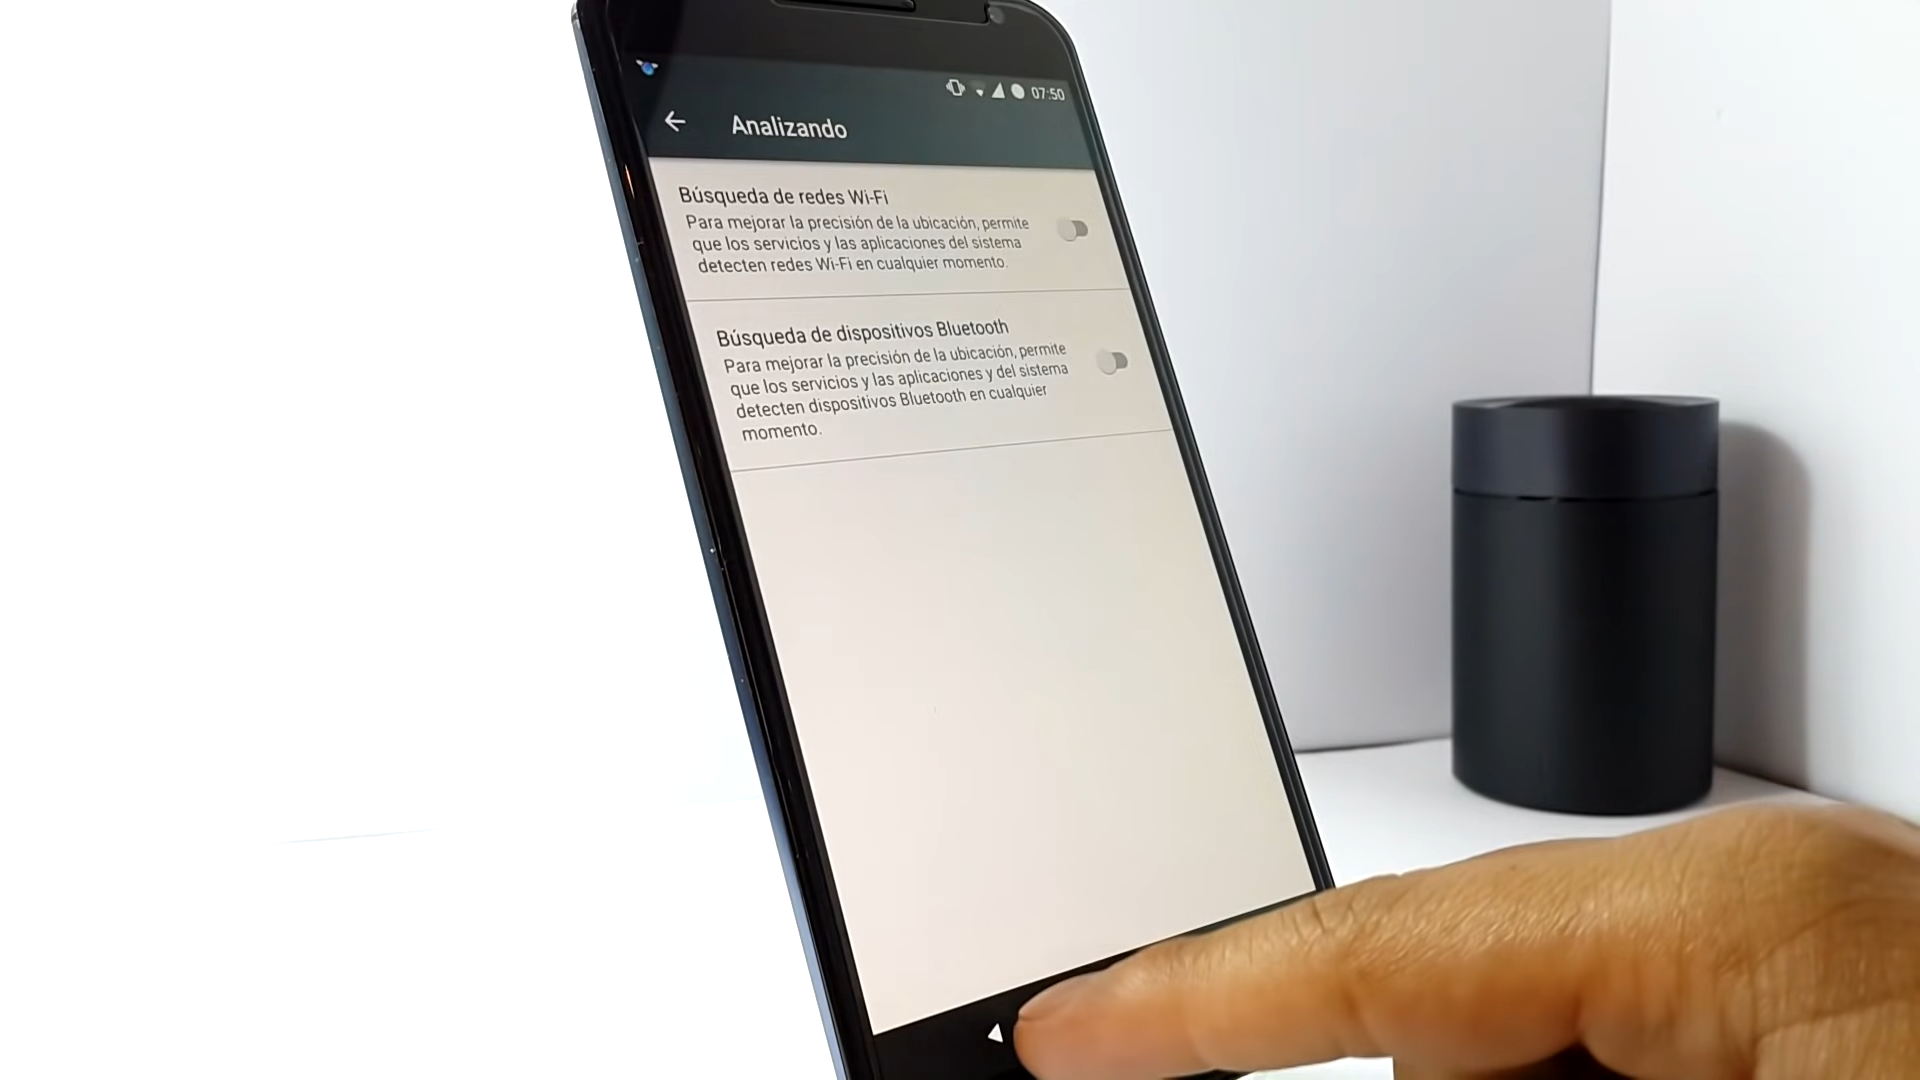 07:50
Analizando
Búsqueda de redes Wi-Fi
Para mejorar la precisión de la ubicación, permite
que los servicios y las aplicaciones del sistema
detecten redes Wi-Fi en cualquier momento.
Búsqueda de dispositivos Bluetooth
Para mejorar la precisión de la ubicación, permite
que los servicios y las aplicaciones y del sistema
detecten dispositivos Bluetooth en cualquier
momento.